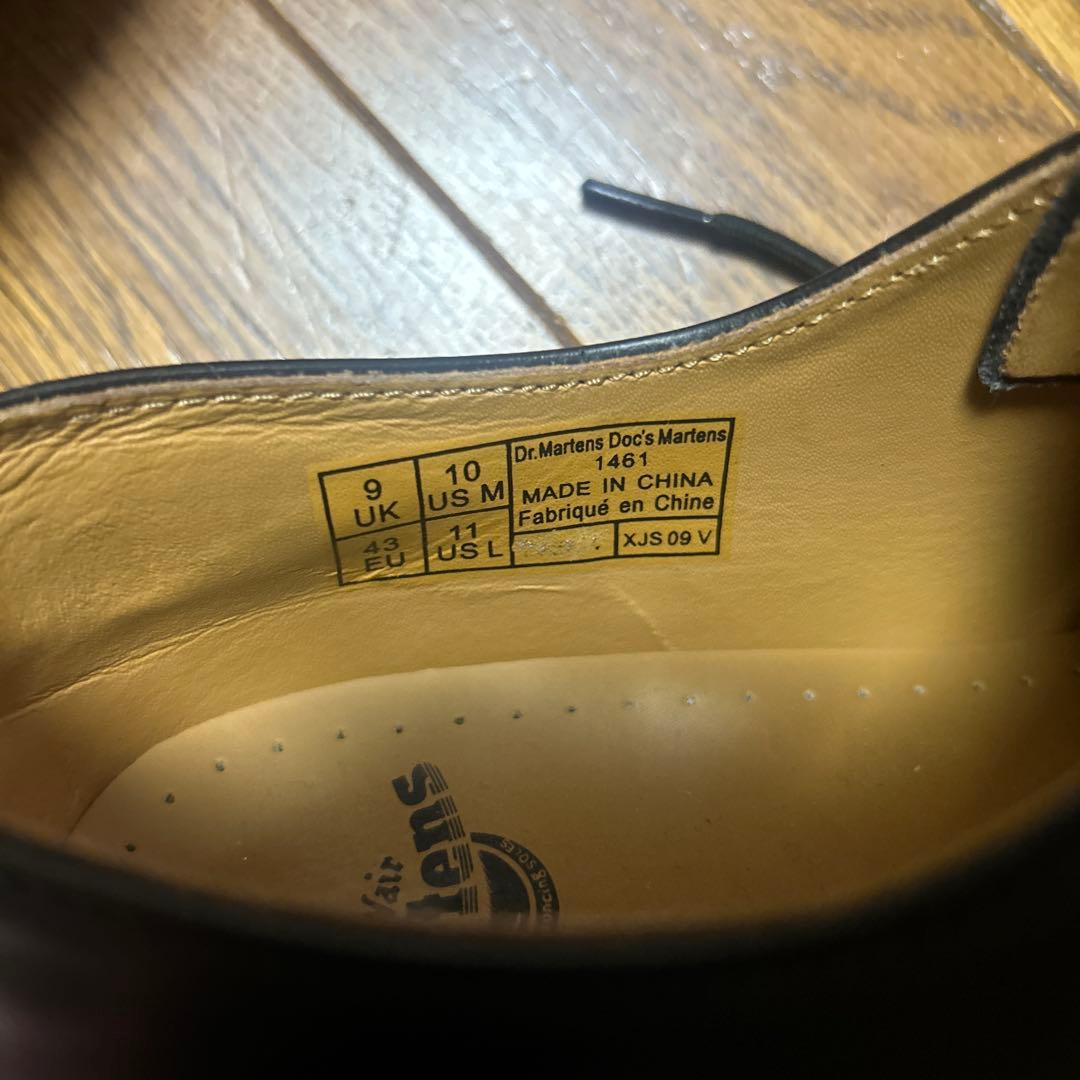 9
UK
10
US M
43
EU
11
US L
Dr.Martens Doc's Martens
1461
MADE IN CHINA
Fabriqué en Chine
XJS 09 V
SOLES